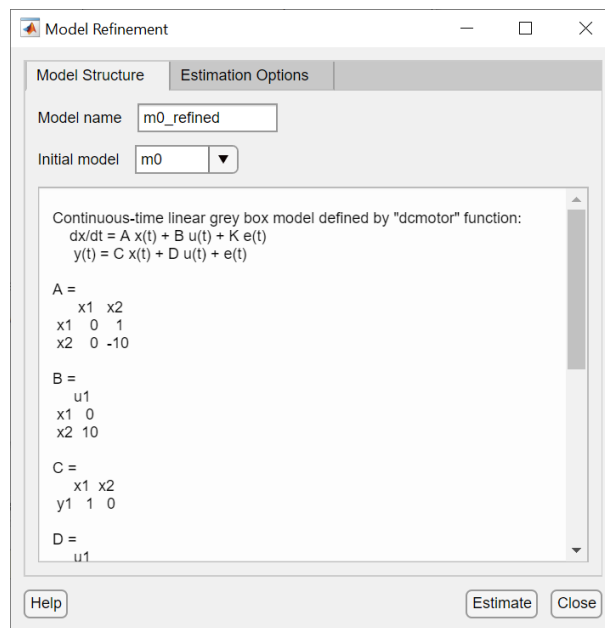 Model Refinement
Model Structure
Estimation Options
Model name m0_refined
Initial model m0
Continuous-time linear grey box model defined by "dcmotor" function:
dx/dt = A x(t) + B u(t) + K e(t)
y(t) = C x(t) + D u(t) + e(t)
A =
x1 x2
x1 0 1
x2 0 -10
B =
u1
x1 0
x2 10
C =
x1 x2
y1 1 0
D =
u1
Help
Estimate
Close